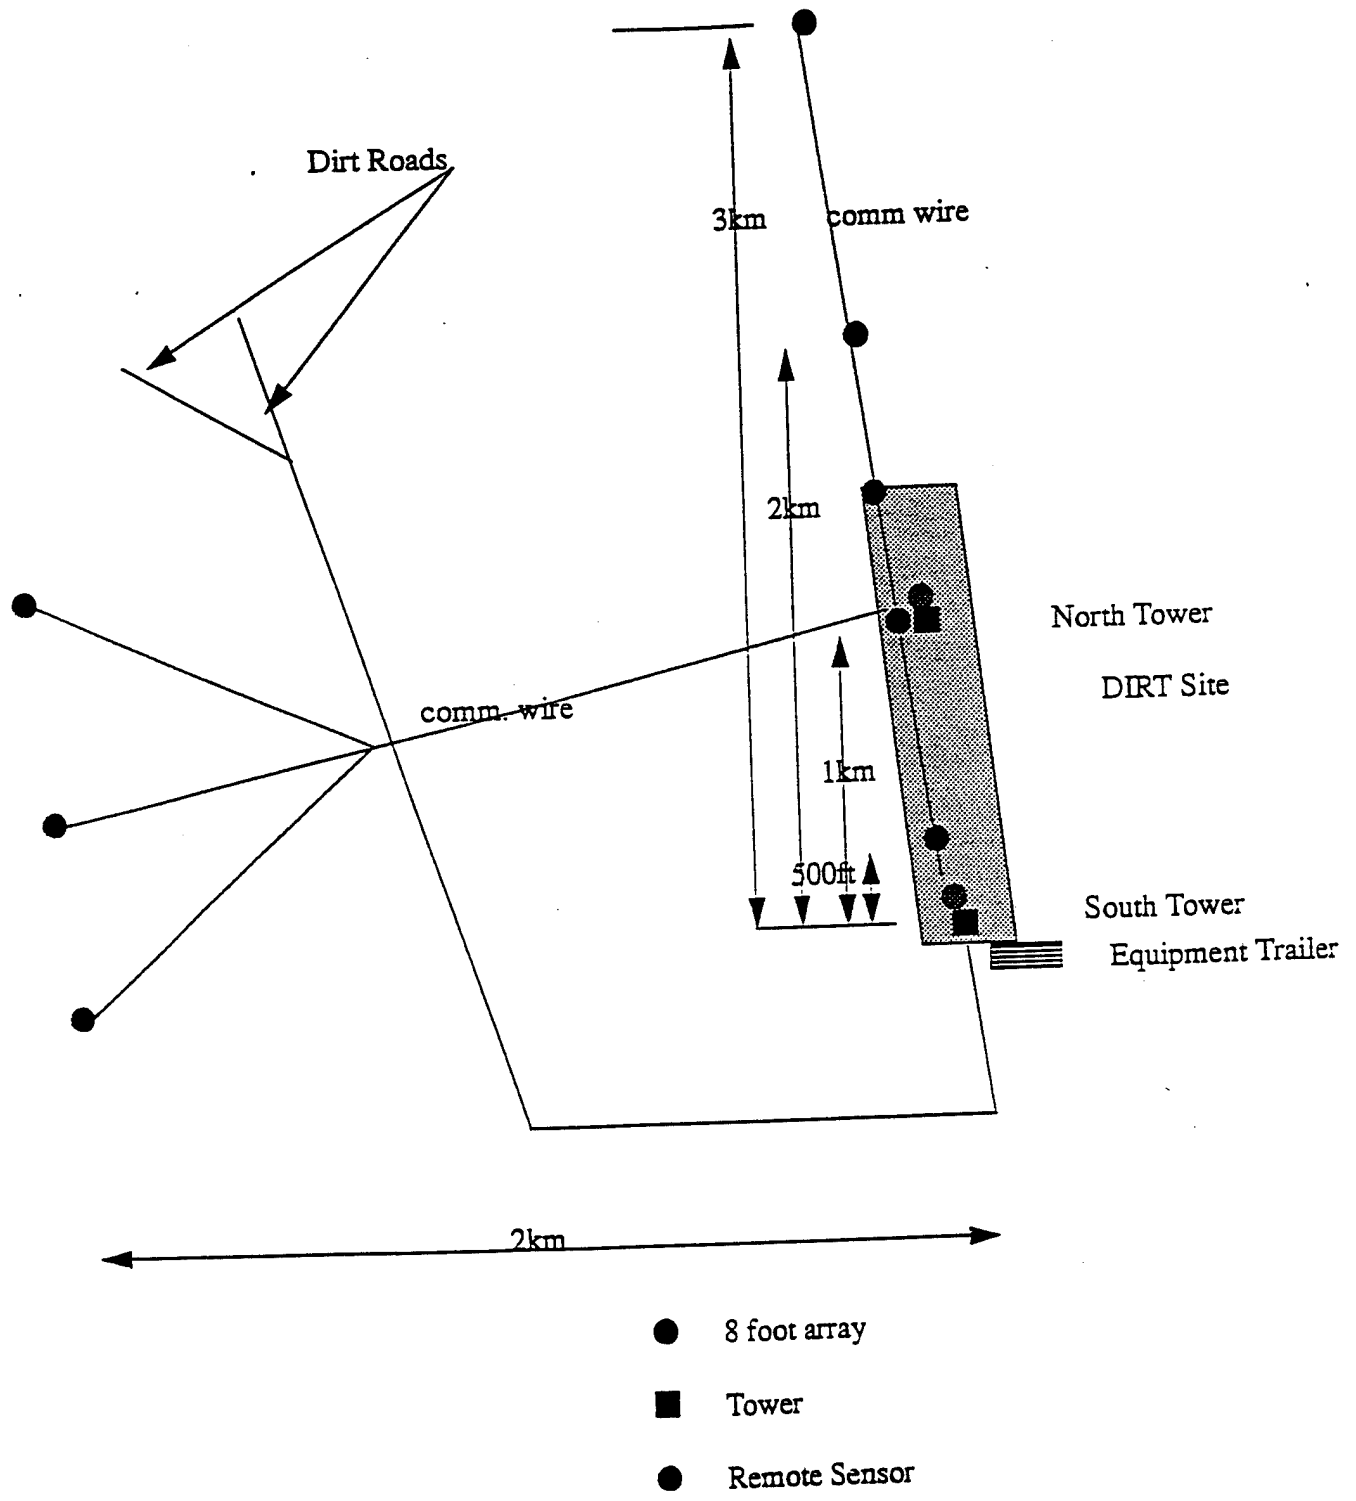 Dirt Roads
3km
comm wire
2km
North Tower
DIRT Site
comm. wire
1km
500ft
South Tower
Equipment Trailer
2km
8 foot array
Tower
Remote Sensor